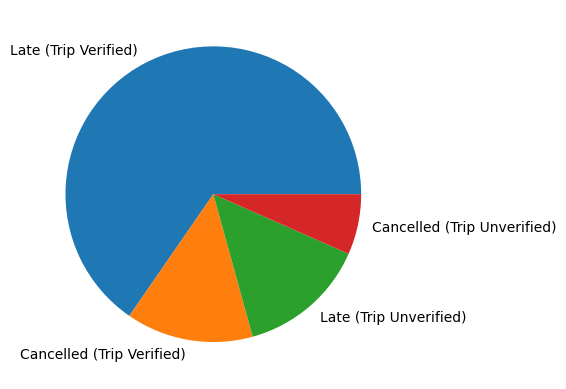 Late (Trip Verified)
Cancelled (Trip Unverified)
Late (Trip Unverified)
Cancelled (Trip Verified)